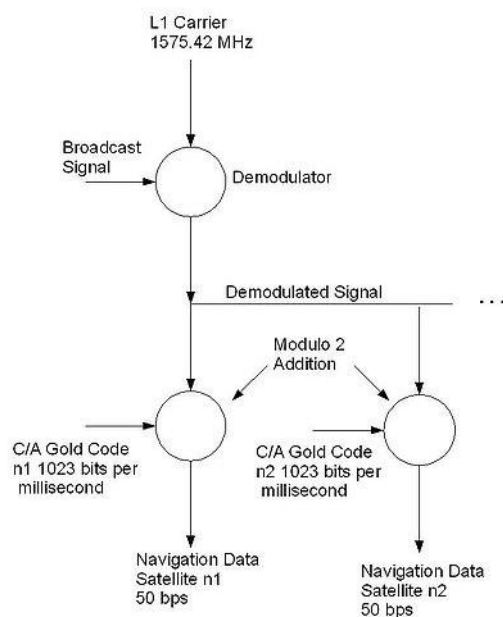 L1 Carrier
1575.42 MHz
Broadcast
Signal
Demodulator
Demodulated Signal
...
Modulo 2
Addition
C/A Gold Code
n1 1023 bits per
millisecond
C/A Gold Code
n2 1023 bits per
millisecond
Navigation Data
Satellite n1
50 bps
Navigation Data
Satellite n2
50 bps